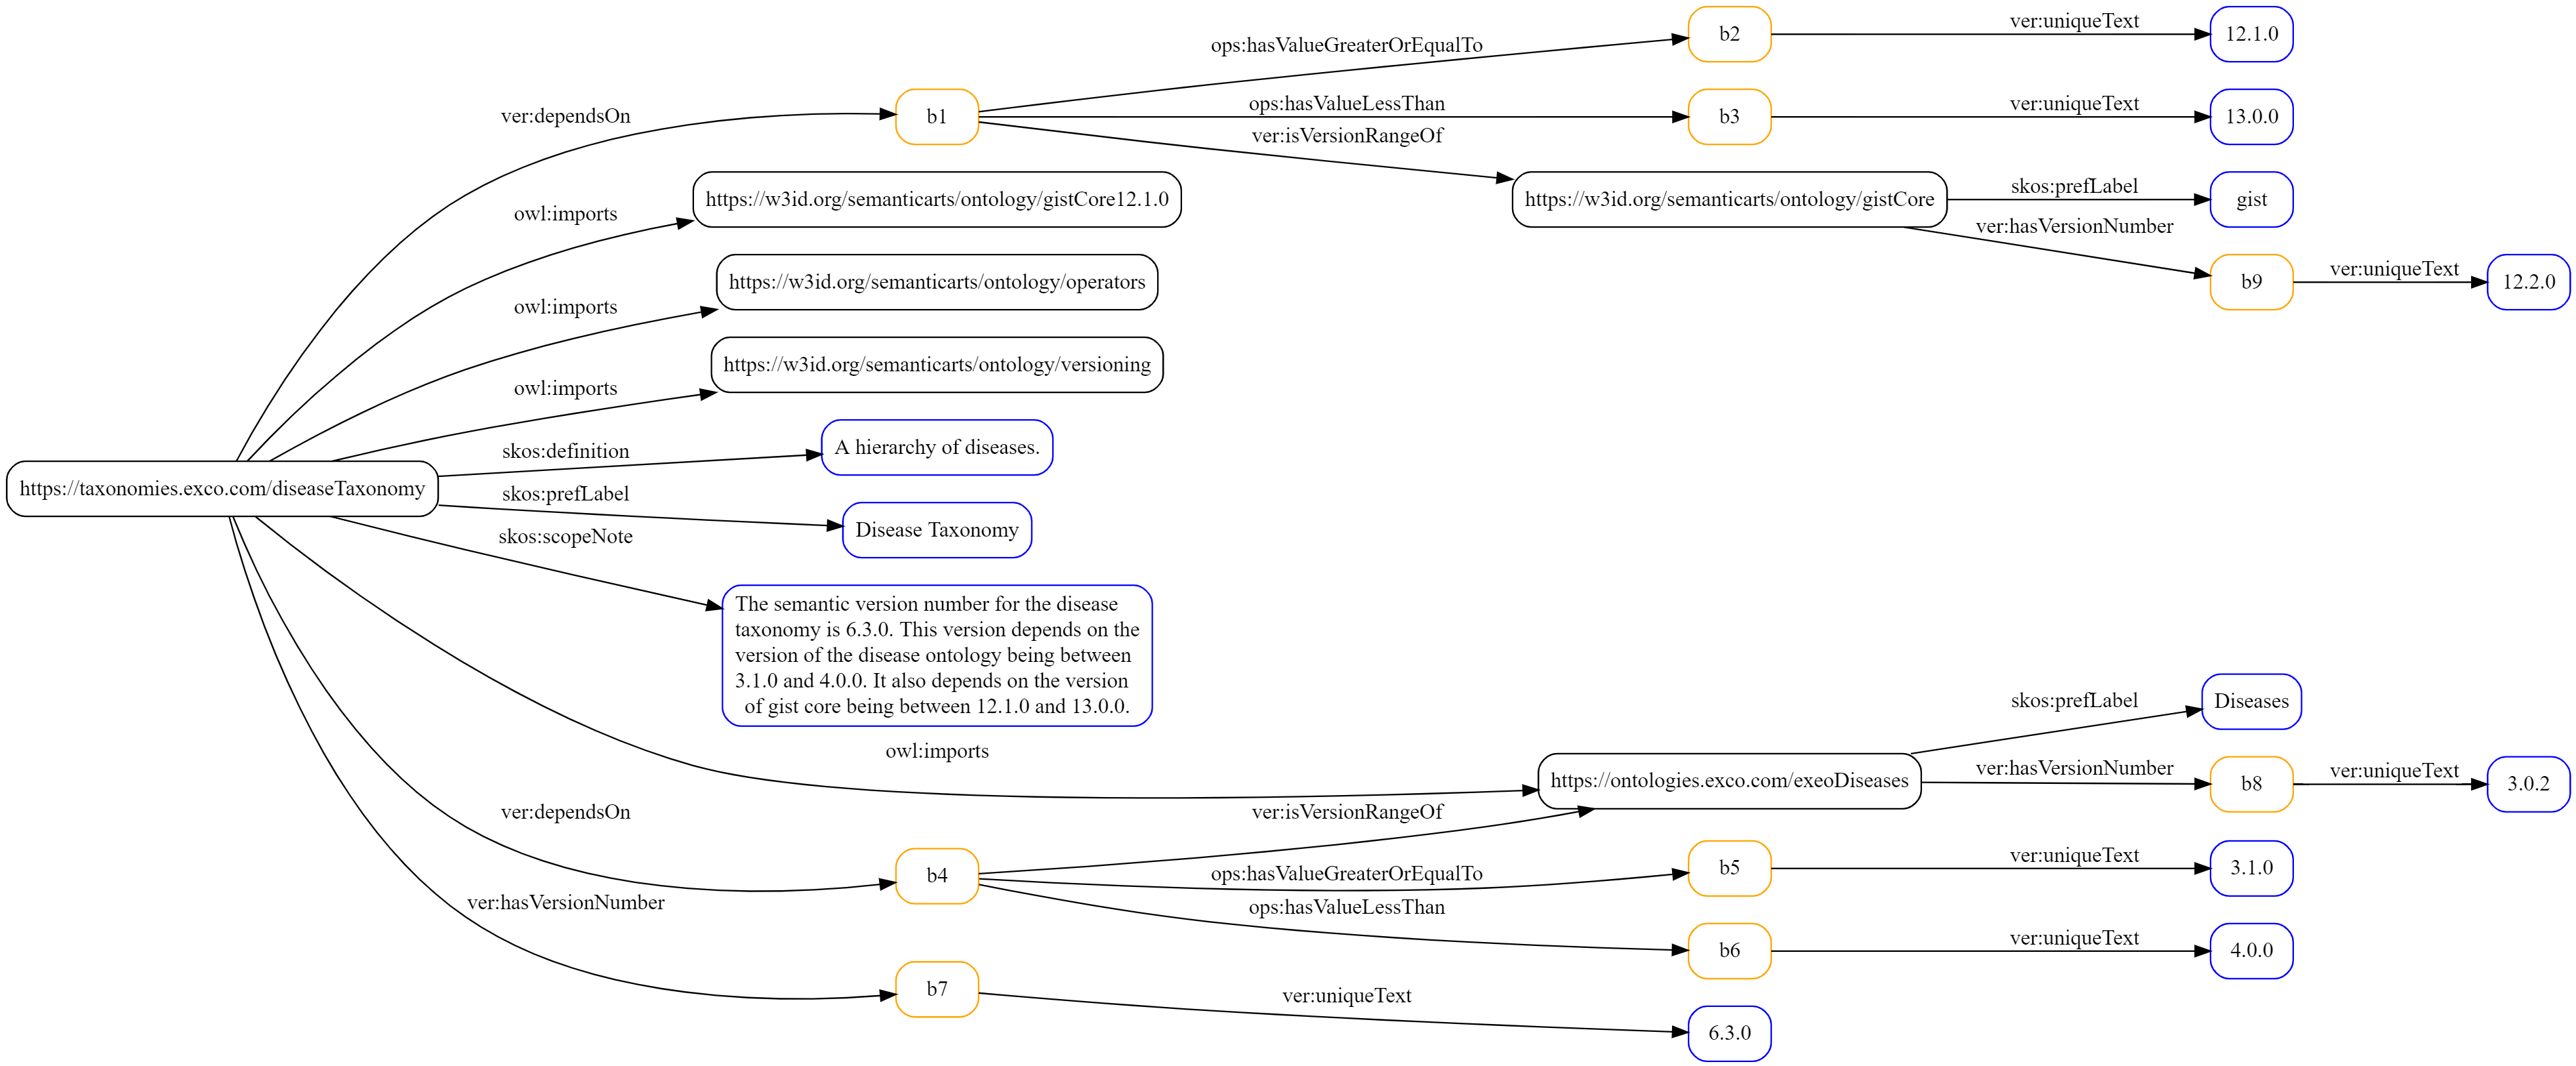 ver:uniqueText
b2
12.1.0
ops:hasValueGreaterOrEqualTo
ops:hasValueLessThan
ver:uniqueText
ver:dependsOn
b1
b3
13.0.0
ver:isVersionRangeOf
skos:prefLabel
https://w3id.org/semanticarts/ontology/gistCore12.1.0
https://w3id.org/semanticarts/ontology/gistCore
gist
owl:imports
ver:hasVersionNumber
ver:uniqueText
https://w3id.org/semanticarts/ontology/operators
b9
12.2.0
owl:imports
https://w3id.org/semanticarts/ontology/versioning
owl:imports
skos:definition
A hierarchy of diseases.
https://taxonomies.exco.com/diseaseTaxonomy
skos:prefLabel
Disease Taxonomy
skos:scopeNote
The semantic version number for the disease
taxonomy is 6.3.0. This version depends on the
version of the disease ontology being between
3.1.0 and 4.0.0. It also depends on the version
of gist core being between 12.1.0 and 13.0.0.
skos:prefLabel
Diseases
owl:imports
https://ontologies.exco.com/exeoDiseases
ver:hasVersionNumber
b8
ver:uniqueText
3.0.2
ver:dependsOn
ver:isVersionRangeOf
b4
ops:hasValueGreaterOrEqualTo
b5
ver:uniqueText
3.1.0
ver:hasVersionNumber
ops:hasValueLessThan
b6
ver:uniqueText
4.0.0
b7
ver:uniqueText
6.3.0